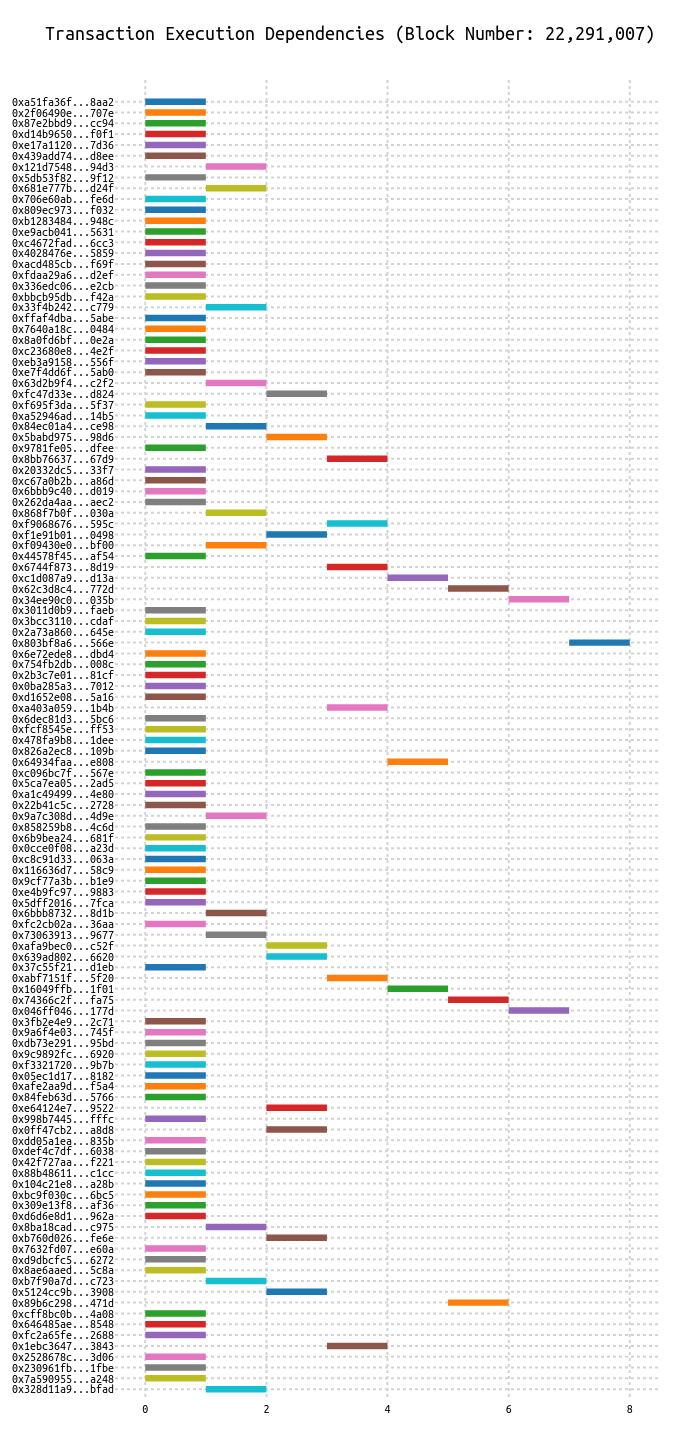 Transaction Execution Dependencies (Block Number: 22,291,007)
0xa51fa36f...8aa2
0x2f06490e...707e
0x87e2bbd9...cc94
0xd14b9650...f0f1
0xe17a1120...7d36
0x439add74...d8ee
0x121d7548...94d3
0x5db53f82...9f12
0x681e777b...d24f
0x706e60ab...fe6d
0x809ec973...f032
0xb1283484...948c
0xe9acb041...5631
0xc4672fad...6cc3
0x4028476e...5859
0xacd485cb...f69f
0xfdaa29a6...d2ef
0x336edc06...e2cb
0xbbcb95db...f42a
0x33f4b242...c779
0xffaf4dba...5abe
0x7640a18c...0484
0x8a0fd6bf...0e2a
0xc23680e8...4e2f
0xeb3a9158...556f
0xe7f4dd6f...5ab0
0x63d2b9f4...c2f2
0xfc47d33e...d824
0xf695f3da...5f37
0xa52946ad...14b5
0x84ec01a4...ce98
0x5babd975...98d6
0x9781fe05...dfee
0x8bb76637...67d9
0x20332dc5...33f7
0xc67a0b2b...a86d
0x6bbb9c40...d019
0x262da4aa...aec2
0x868f7b0f...030a
0xf9068676...595c
0xf1e91b01...0498
0xf09430e0...bf00
0x44578f45...af54
0x6744f873...8d19
0xc1d087a9...d13a
0x62c3d8c4...772d
0x34ee90c0...035b
0x3011d0b9...faeb
0x3bcc3110...cdaf
0x2a73a860...645e
0x803bf8a6...566e
0x6e72ede8...dbd4
0x754fb2db...008c
0x2b3c7e01...81cf
0x0ba285a3...7012
0xd1652e08...5a16
0xa403a059...1b4b
0x6dec81d3...5bc6
0xfcf8545e...ff53
0x478fa9b8...1dee
0x826a2ec8...109b
0x64934faa...e808
0xc096bc7f...567e
0x5ca7ea05...2ad5
0xa1c49499...4e80
0x22b41c5c...2728
0x9a7c308d...4d9e
0x858259b8...4c6d
0x6b9bea24...681f
0x0cce0f08...a23d
0xc8c91d33...063a
0x116636d7...58c9
0x9cf77a3b...b1e9
0xe4b9fc97...9883
0x5dff2016...7fca
0x6bbb8732...8d1b
0xfc2cb02a...36aa
0x73063913...9677
0xafa9bec0...c52f
0x639ad802...6620
0x37c55f21...d1eb
0xabf7151f...5f20
0x16049ffb...1f01
0x74366c2f...fa75
0x046ff046...177d
0x3fb2e4e9...2c71
0x9a6f4e03...745f
0xdb73e291...95bd
0x9c9892fc...6920
0xf3321720...9b7b
0x05ec1d17...8182
0xafe2aa9d...f5a4
0x84feb63d...5766
0xe64124e7...9522
0x998b7445...fffc
0x0ff47cb2...a8d8
0xdd05a1ea...835b
0xdef4c7df...6038
0x42f727aa...f221
0x88b48611...c1cc
0x104c21e8...a28b
0xbc9f030c...6bc5
0x309e13f8...af36
0xd6d6e8d1...962a
0x8ba18cad...c975
0xb760d026...fe6e
0x7632fd07...e60a
0xd9dbcfc5...6272
0x8ae6aaed...5c8a
0xb7f90a7d...c723
0x5124cc9b...3908
0x89b6c298...471d
0xcff8bc0b...4a08
0x646485ae...8548
0xfc2a65fe...2688
0x1ebc3647...3843
0x2528678c...3d06
0x230961fb...1fbe
0x7a590955...a248
0x328d11a9...bfad
0 2 4 6 8